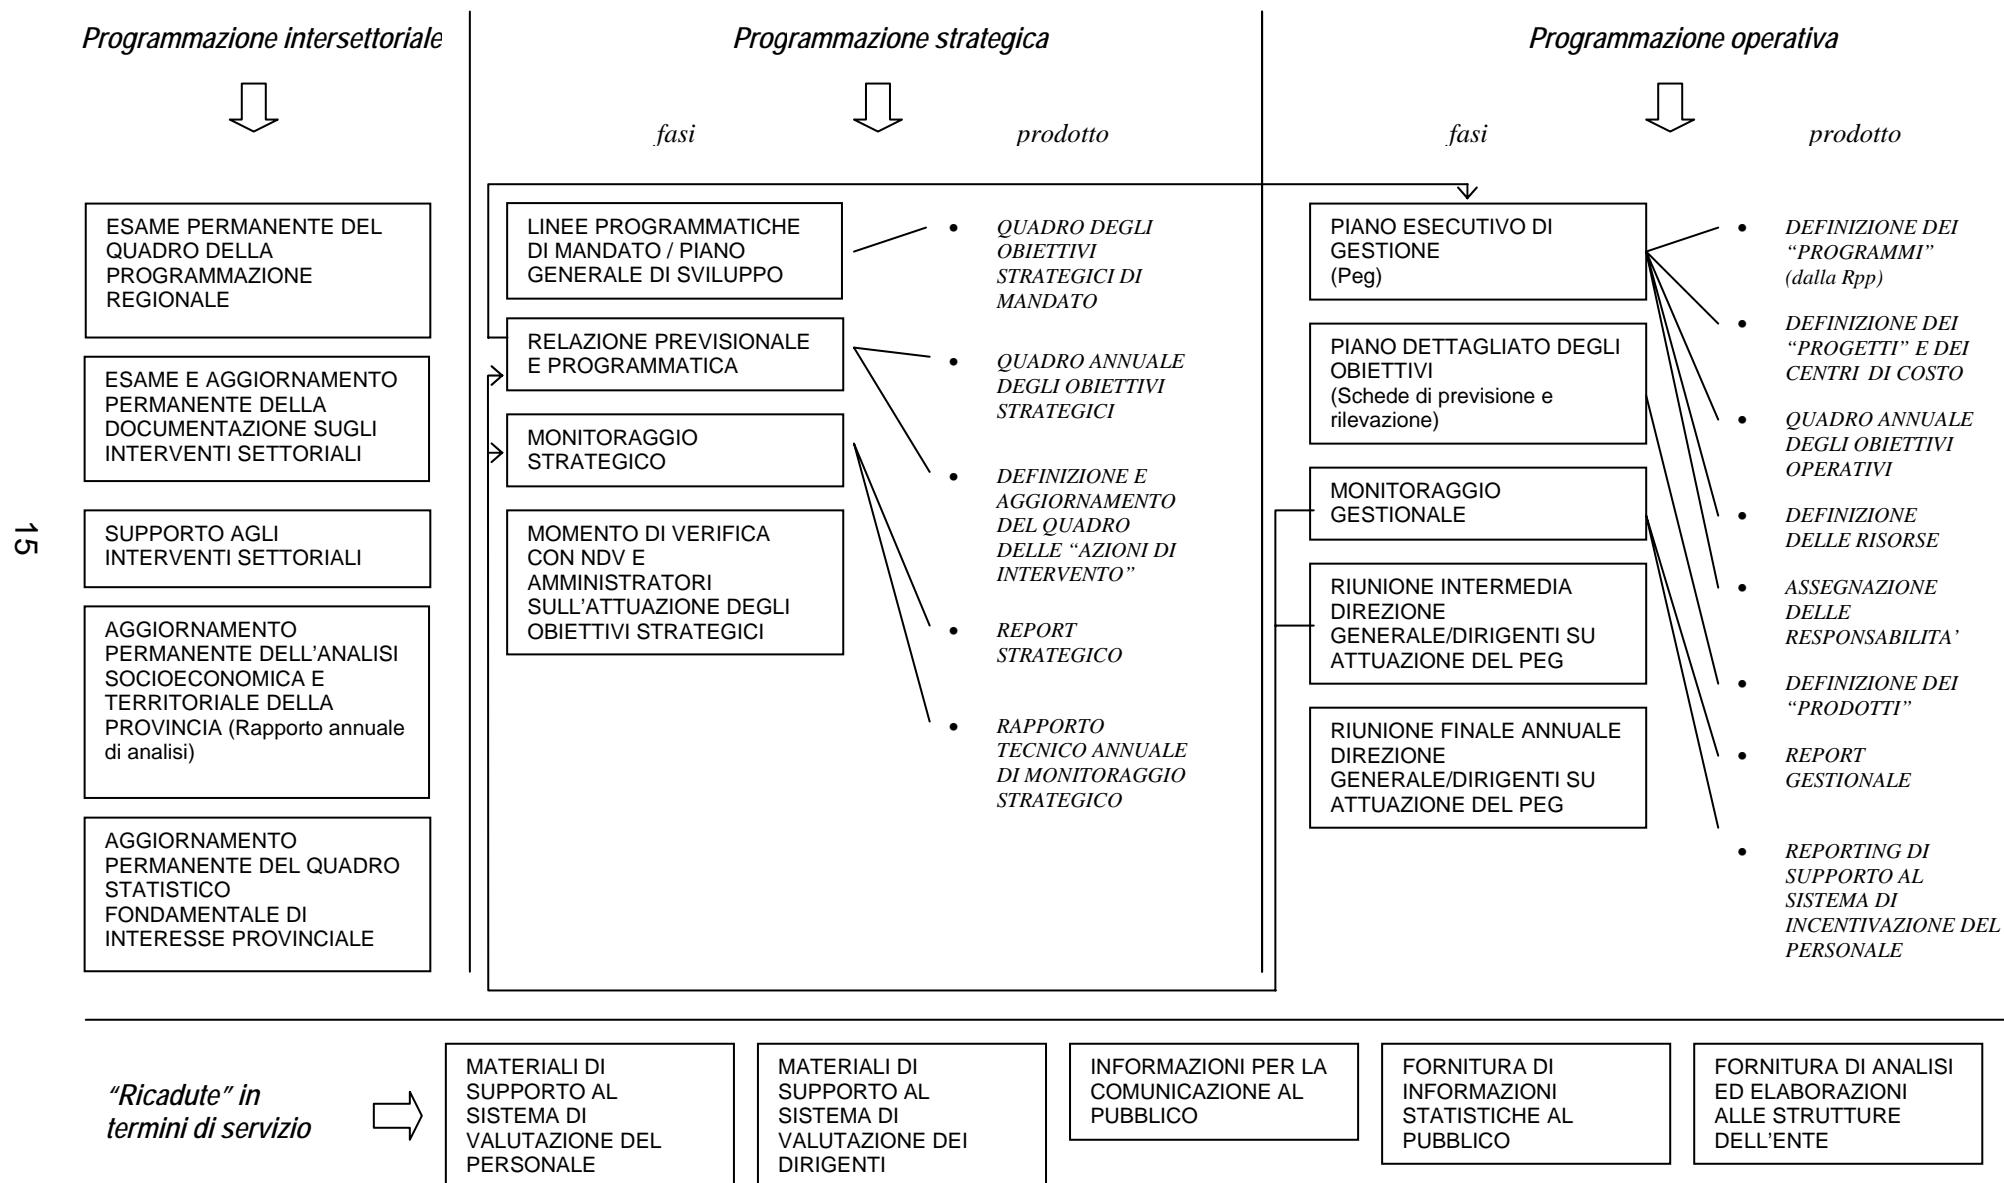 Programmazione intersettoriale
Programmazione strategica
Programmazione operativa
fasi
prodotto
fasi
prodotto
ESAME PERMANENTE DEL
QUADRO DELLA
PROGRAMMAZIONE
REGIONALE
ESAME E AGGIORNAMENTO
PERMANENTE DELLA
DOCUMENTAZIONE SUGLI
INTERVENTI SETTORIALI
SUPPORTO AGLI
INTERVENTI SETTORIALI
AGGIORNAMENTO
PERMANENTE DELL’ANALISI
SOCIOECONOMICA E
TERRITORIALE DELLA
PROVINCIA (Rapporto annuale
di analisi)
AGGIORNAMENTO
PERMANENTE DEL QUADRO
STATISTICO
FONDAMENTALE DI
INTERESSE PROVINCIALE
LINEE PROGRAMMATICHE
DI MANDATO / PIANO
GENERALE DI SVILUPPO
RELAZIONE PREVISIONALE
E PROGRAMMATICA
MONITORAGGIO
STRATEGICO
MOMENTO DI VERIFICA
CON NDV E
AMMINISTRATORI
SULL’ATTUAZIONE DEGLI
OBIETTIVI STRATEGICI
• QUADRO DEGLI
OBIETTIVI
STRATEGICI DI
MANDATO
• QUADRO ANNUALE
DEGLI OBIETTIVI
STRATEGICI
• DEFINIZIONE E
AGGIORNAMENTO
DEL QUADRO
DELLE “AZIONI DI
INTERVENTO”
• REPORT
STRATEGICO
• RAPPORTO
TECNICO ANNUALE
DI MONITORAGGIO
STRATEGICO
PIANO ESECUTIVO DI
GESTIONE
(Peg)
PIANO DETTAGLIATO DEGLI
OBIETTIVI
(Schede di previsione e
rilevazione)
MONITORAGGIO
GESTIONALE
RIUNIONE INTERMEDIA
DIREZIONE
GENERALE/DIRIGENTI SU
ATTUAZIONE DEL PEG
RIUNIONE FINALE ANNUALE
DIREZIONE
GENERALE/DIRIGENTI SU
ATTUAZIONE DEL PEG
• DEFINIZIONE DEI
“PROGRAMMI”
(dalla Rpp)
• DEFINIZIONE DEI
“PROGETTI” E DEI
CENTRI DI COSTO
• QUADRO ANNUALE
DEGLI OBIETTIVI
OPERATIVI
• DEFINIZIONE
DELLE RISORSE
• ASSEGNAZIONE
DELLE
RESPONSABILITA’
• DEFINIZIONE DEI
“PRODOTTI”
• REPORT
GESTIONALE
• REPORTING DI
SUPPORTO AL
SISTEMA DI
INCENTIVAZIONE DEL
PERSONALE
15
“Ricadute” in
termini di servizio
MATERIALI DI
SUPPORTO AL
SISTEMA DI
VALUTAZIONE DEL
PERSONALE
MATERIALI DI
SUPPORTO AL
SISTEMA DI
VALUTAZIONE DEI
DIRIGENTI
INFORMAZIONI PER LA
COMUNICAZIONE AL
PUBBLICO
FORNITURA DI
INFORMAZIONI
STATISTICHE AL
PUBBLICO
FORNITURA DI ANALISI
ED ELABORAZIONI
ALLE STRUTTURE
DELL’ENTE